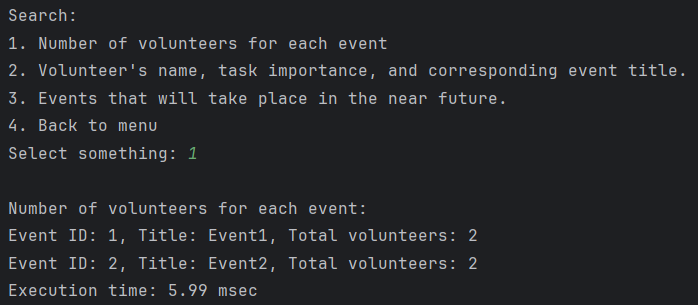 Search:
1. Number of volunteers for each event
2. Volunteer's name, task importance, and corresponding event title.
3. Events that will take place in the near future.
4. Back to menu
Select something: 1
Number of volunteers for each event:
Event ID: 1, Title: Event1, Total volunteers: 2
Event ID: 2, Title: Event2, Total volunteers: 2
Execution time: 5.99 msec